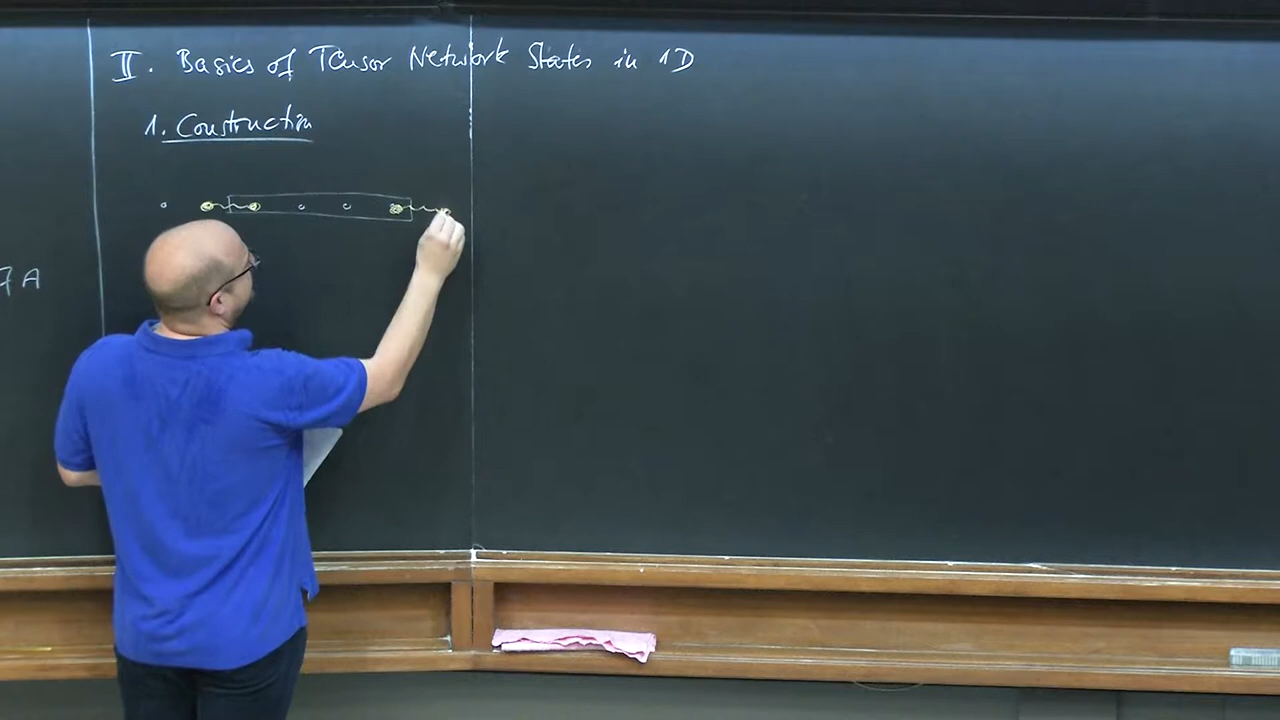 II. Basics of Tensor Network States in 1D
1. Construction
A